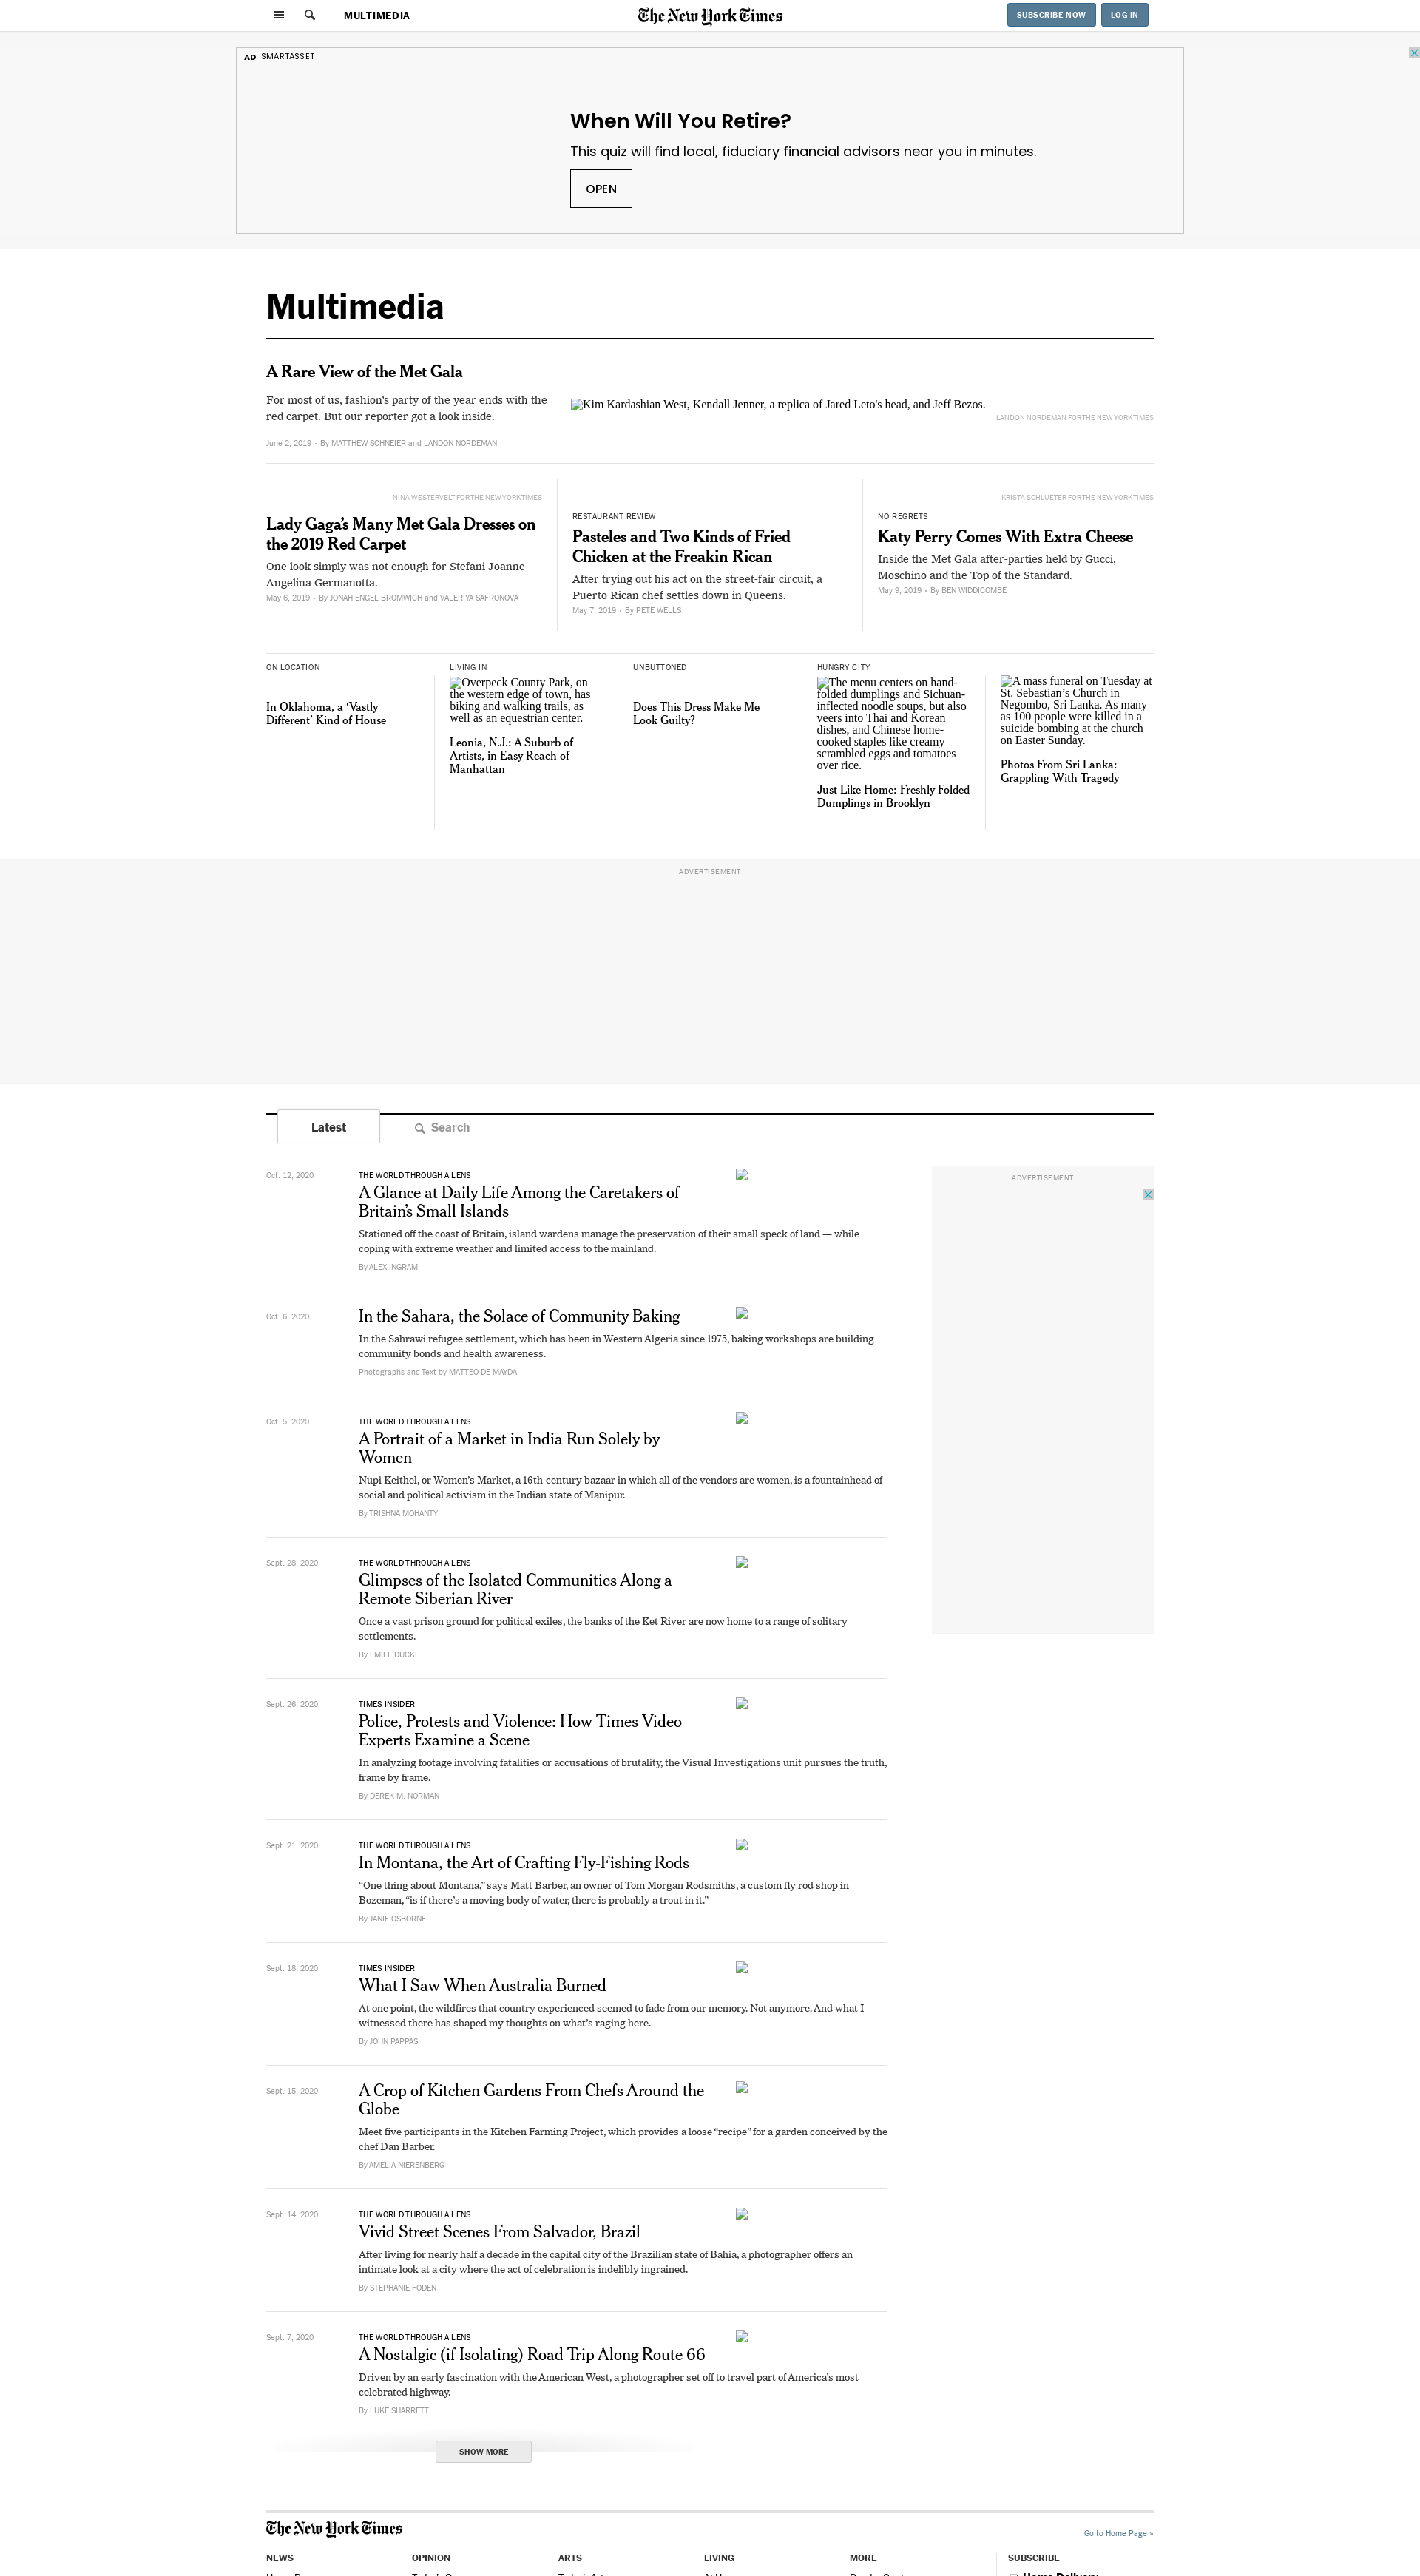 MULTIMEDIA
The New York Times
SUBSCRIBE NOW
LOG IN
AD SMARTASSET
When Will You Retire?
This quiz will find local, fiduciary financial advisors near you in minutes.
OPEN
Multimedia
A Rare View of the Met Gala
For most of us, fashion's party of the year ends with the
red carpet. But our reporter got a look inside.
June 2, 2019 • By MATTHEW SCHNEIER and LANDON NORDEMAN
Kim Kardashian West, Kendall Jenner, a replica of Jared Leto's head, and Jeff Bezos.
LANDON NORDEMAN FOR THE NEW YORK TIMES
NINA WESTERVELT FOR THE NEW YORK TIMES
Lady Gaga's Many Met Gala Dresses on
the 2019 Red Carpet
One look simply was not enough for Stefani Joanne
Angelina Germanotta.
May 6, 2019 • By JONAH ENGEL BROMWICH and VALERIYA SAFRONOVA
RESTAURANT REVIEW
Pasteles and Two Kinds of Fried
Chicken at the Freakin Rican
After trying out his act on the street-fair circuit, a
Puerto Rican chef settles down in Queens.
May 7, 2019 • By PETE WELLS
KRISTA SCHLUETER FOR THE NEW YORK TIMES
NO REGRETS
Katy Perry Comes With Extra Cheese
Inside the Met Gala after-parties held by Gucci,
Moschino and the Top of the Standard.
May 9, 2019 • By BEN WIDDICOMBE
ON LOCATION
In Oklahoma, a ‘Vastly
Different’ Kind of House
LIVING IN
Overpeck County Park, on
the western edge of town, has
biking and walking trails, as
well as an equestrian center.
Leonia, N.J.: A Suburb of
Artists, in Easy Reach of
Manhattan
UNBUTTONED
Does This Dress Make Me
Look Guilty?
HUNGRY CITY
The menu centers on hand-
folded dumplings and Sichuan-
inflected noodle soups, but also
veers into Thai and Korean
dishes, and Chinese home-
cooked staples like creamy
scrambled eggs and tomatoes
over rice.
Just Like Home: Freshly Folded
Dumplings in Brooklyn
A mass funeral on Tuesday at
St. Sebastian’s Church in
Negombo, Sri Lanka. As many
as 100 people were killed in a
suicide bombing at the church
on Easter Sunday.
Photos From Sri Lanka:
Grappling With Tragedy
ADVERTISEMENT
Latest
Search
ADVERTISEMENT
Oct. 12, 2020
THE WORLD THROUGH A LENS
A Glance at Daily Life Among the Caretakers of
Britain’s Small Islands
Stationed off the coast of Britain, island wardens manage the preservation of their small speck of land — while
coping with extreme weather and limited access to the mainland.
By ALEX INGRAM
Oct. 6, 2020
In the Sahara, the Solace of Community Baking
In the Sahrawi refugee settlement, which has been in Western Algeria since 1975, baking workshops are building
community bonds and health awareness.
Photographs and Text by MATTEO DE MAYDA
Oct. 5, 2020
THE WORLD THROUGH A LENS
A Portrait of a Market in India Run Solely by
Women
Nupi Keithel, or Women’s Market, a 16th-century bazaar in which all of the vendors are women, is a fountainhead of
social and political activism in the Indian state of Manipur.
By TRISHNA MOHANTY
Sept. 28, 2020
THE WORLD THROUGH A LENS
Glimpses of the Isolated Communities Along a
Remote Siberian River
Once a vast prison ground for political exiles, the banks of the Ket River are now home to a range of solitary
settlements.
By EMILE DUCKE
Sept. 26, 2020
TIMES INSIDER
Police, Protests and Violence: How Times Video
Experts Examine a Scene
In analyzing footage involving fatalities or accusations of brutality, the Visual Investigations unit pursues the truth,
frame by frame.
By DEREK M. NORMAN
Sept. 21, 2020
THE WORLD THROUGH A LENS
In Montana, the Art of Crafting Fly-Fishing Rods
“One thing about Montana,” says Matt Barber, an owner of Tom Morgan Rodsmiths, a custom fly rod shop in
Bozeman, “is if there’s a moving body of water, there is probably a trout in it.”
By JANIE OSBORNE
Sept. 18, 2020
TIMES INSIDER
What I Saw When Australia Burned
At one point, the wildfires that country experienced seemed to fade from our memory. Not anymore. And what I
witnessed there has shaped my thoughts on what’s raging here.
By JOHN PAPPAS
Sept. 15, 2020
A Crop of Kitchen Gardens From Chefs Around the
Globe
Meet five participants in the Kitchen Farming Project, which provides a loose “recipe” for a garden conceived by the
chef Dan Barber.
By AMELIA NIERENBERG
Sept. 14, 2020
THE WORLD THROUGH A LENS
Vivid Street Scenes From Salvador, Brazil
After living for nearly half a decade in the capital city of the Brazilian state of Bahia, a photographer offers an
intimate look at a city where the act of celebration is indelibly ingrained.
By STEPHANIE FODEN
Sept. 7, 2020
THE WORLD THROUGH A LENS
A Nostalgic (if Isolating) Road Trip Along Route 66
Driven by an early fascination with the American West, a photographer set off to travel part of America’s most
celebrated highway.
By LUKE SHARRETT
SHOW MORE
The New York Times
Go to Home Page »
NEWS
OPINION
ARTS
LIVING
MORE
SUBSCRIBE